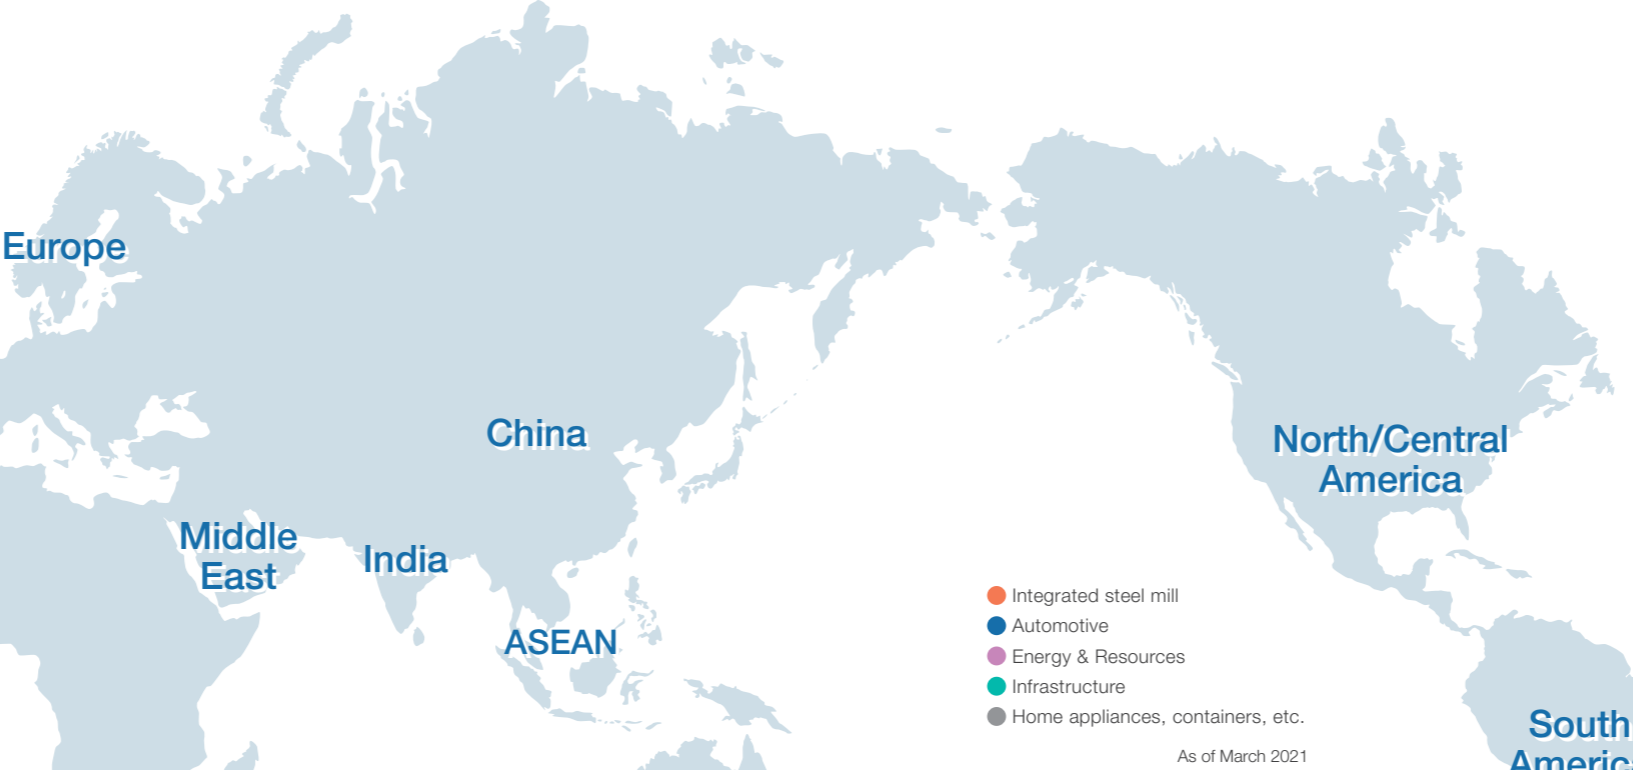 Europe
China
North/Central
America
Middle
East
India
ASEAN
Integrated steel mill
Automotive
Energy & Resources
Infrastructure
Home appliances, containers, etc.
As of March 2021
South
Americ